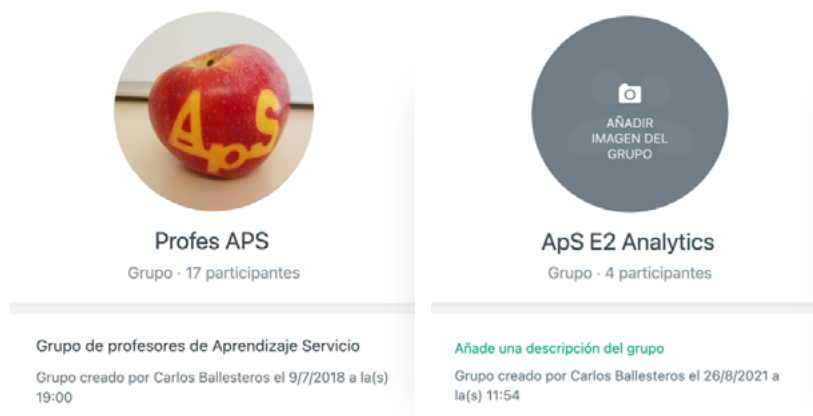 ApS
Profes APS
Grupo · 17 participantes
Grupo de profesores de Aprendizaje Servicio
Grupo creado por Carlos Ballesteros el 9/7/2018 a la(s)
19:00
AÑADIR
IMAGEN DEL
GRUPO
ApS E2 Analytics
Grupo · 4 participantes
Añade una descripción del grupo
Grupo creado por Carlos Ballesteros el 26/8/2021 a
la(s) 11:54